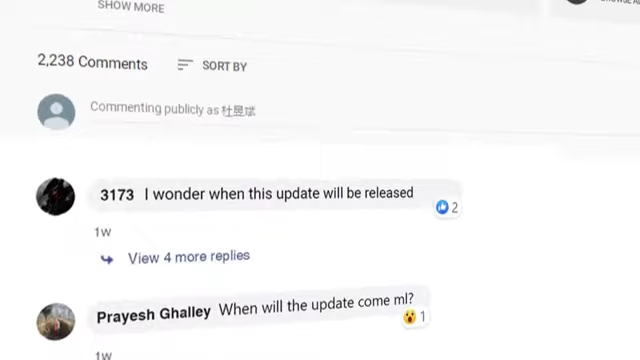 SHOW MORE
2,238 Comments SORT BY
Commenting publicly as 杜昱斌
3173 I wonder when this update will be released
2
1w
View 4 more replies
Prayesh Ghalley When will the update come ml?
1
1w